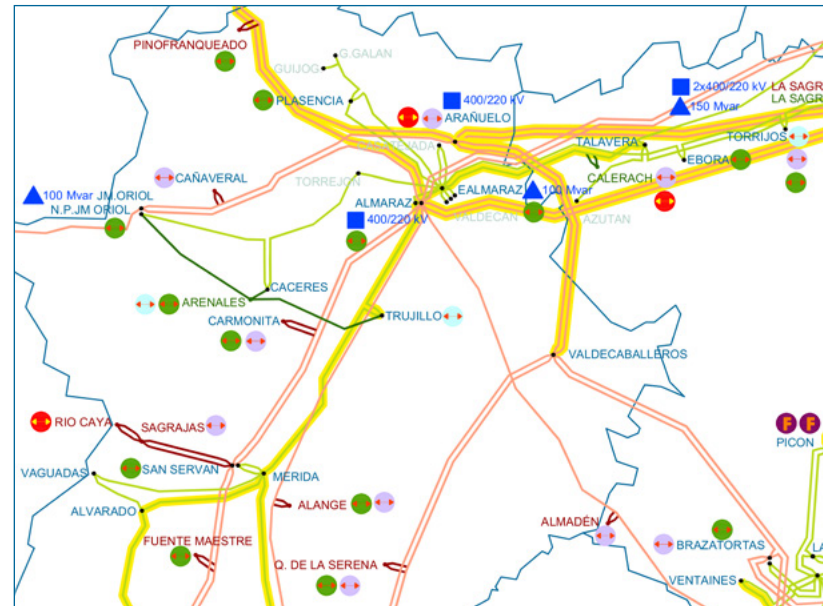 PINOFRANQUEADO
G.GALAN
GUIJO
PLASENCIA
400/220 kV
ARAÑUELO
2x400/220 kV
150 Mvar
LA SAGR
LA SAGR
TALAVERA
TORRIJOS
EBORA
CALERACH
CAÑAVERAL
TORREJON
100 Mvar JM.ORIOL
N.P.JM ORIOL
ALMARAZ
EALMARAZ
100 Mvar
VALDECAN
AZUTAN
400/220 kV
CACERES
ARENALES
CARMONITA
TRUJILLO
VALDECABALLEROS
RIO CAYA
SAGRAJAS
F F
PICON
VAGUADAS
SAN SERVAN
MERIDA
ALVARADO
ALANGE
FUENTE MAESTRE
Q. DE LA SERENA
ALMADÉN
BRAZATORTAS
LA
VENTAINES